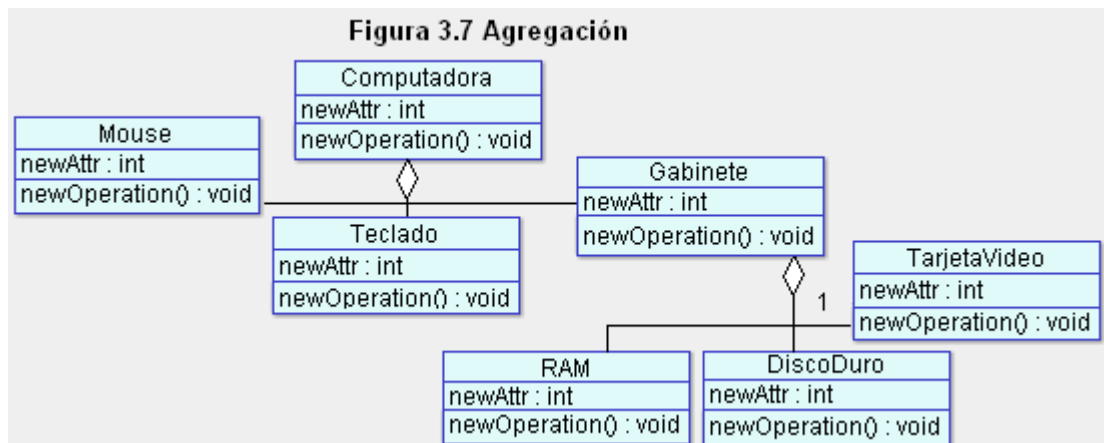 Figura 3.7 Agregación
Computadora
newAttr : int
newOperation() : void
Mouse
newAttr : int
newOperation() : void
Gabinete
newAttr : int
newOperation() : void
Teclado
newAttr : int
newOperation() : void
TarjetaVideo
newAttr : int
newOperation() : void
1
RAM
newAttr : int
newOperation() : void
DiscoDuro
newAttr : int
newOperation() : void